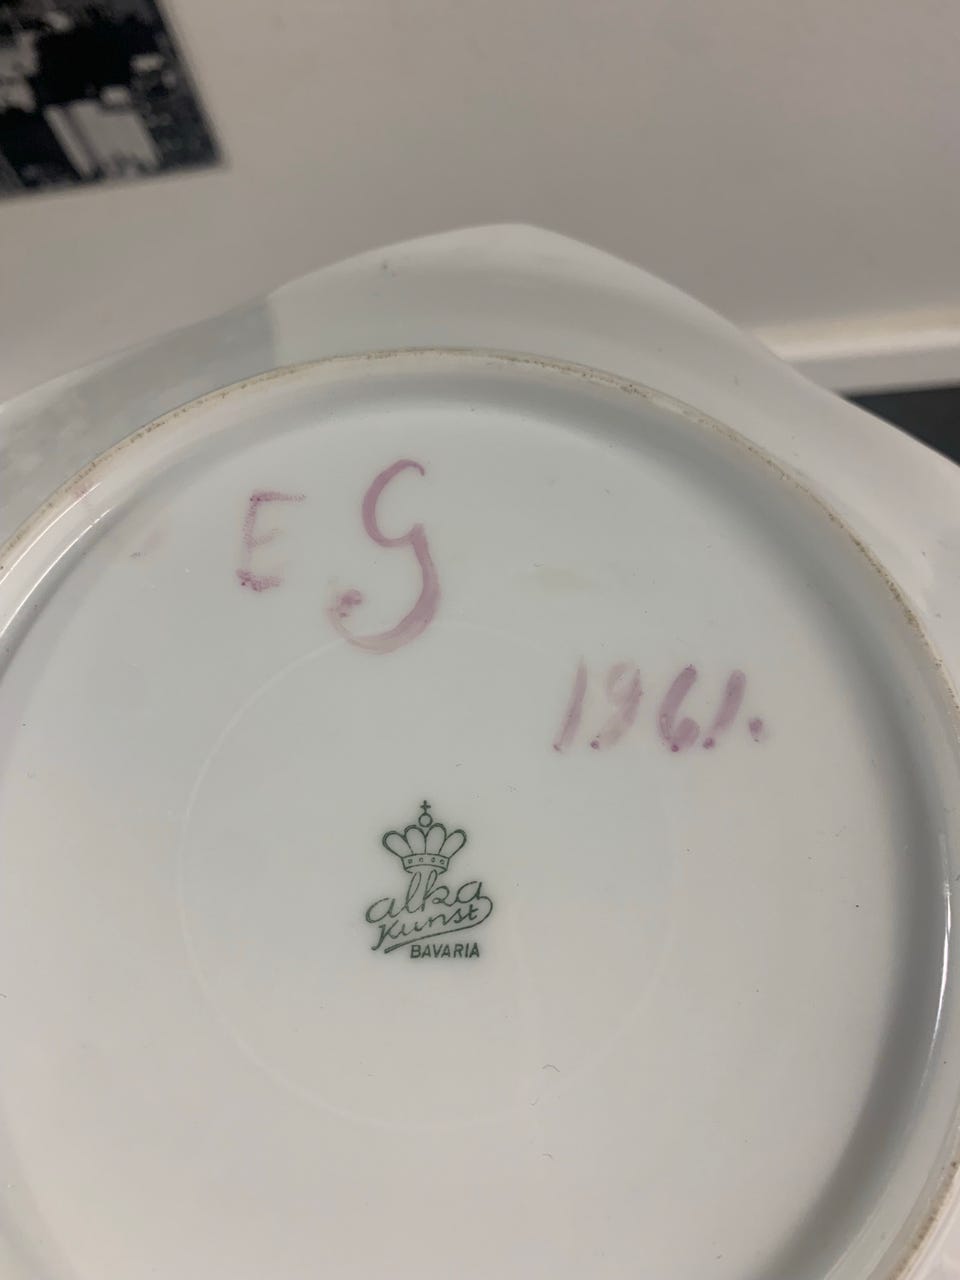 E G
1961.
alka
Kunst
BAVARIA